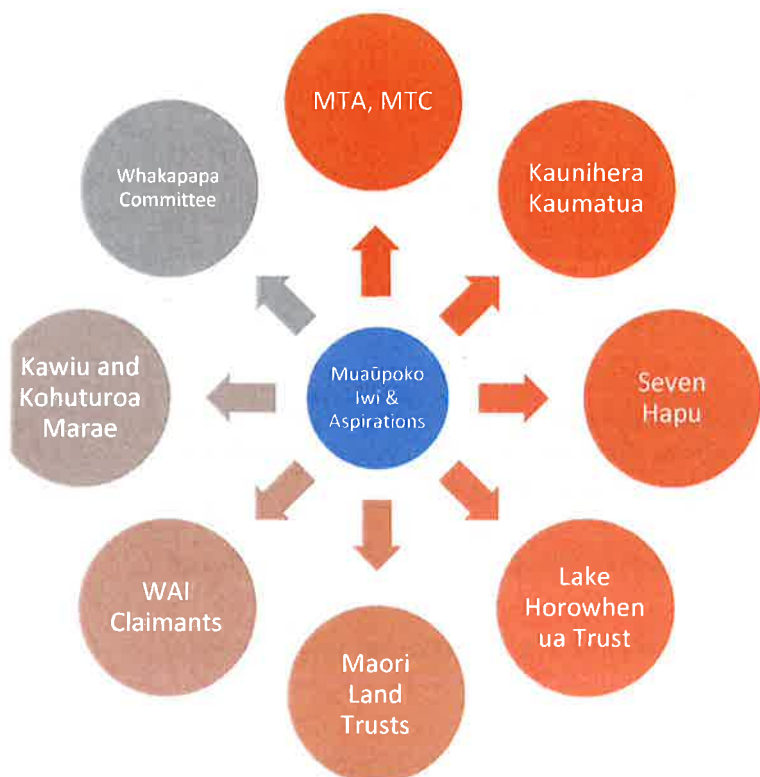 MTA, MTC
Kaunihera
Kaumatua
Seven
Hapu
Lake
Horowhen
ua Trust
Maori
Land
Trusts
WAI
Claimants
Kawiu and
Kohuturoa
Marae
Whakapapa
Committee
Muaūpoko
Iwi &
Aspirations